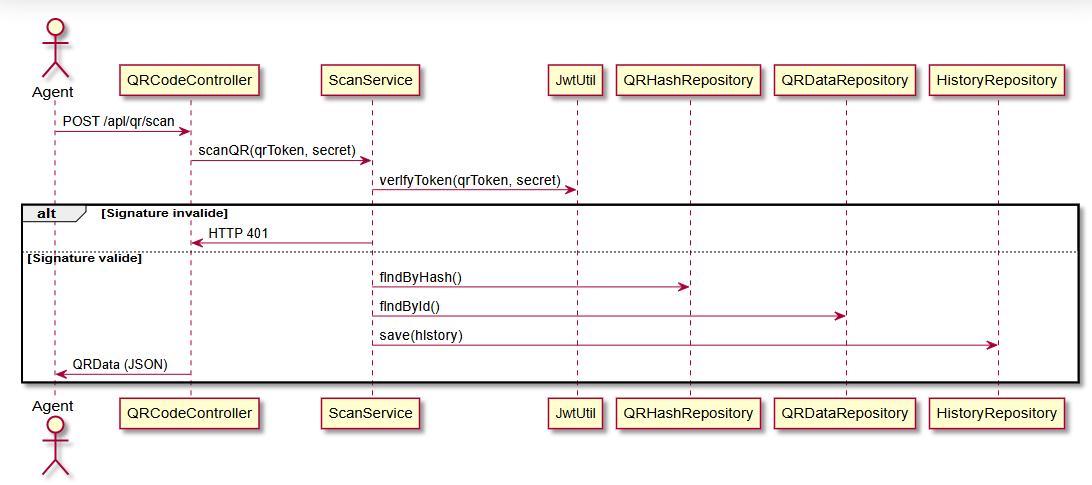 Agent
QRCodeController
ScanService
JwtUtil
QRHashRepository
QRDataRepository
HistoryRepository
POST /api/qr/scan
scanQR(qrToken, secret)
verifyToken(qrToken, secret)
alt
[Signature invalide]
HTTP 401
[Signature valide]
findByHash()
findById()
save(history)
QRData (JSON)
Agent
QRCodeController
ScanService
JwtUtil
QRHashRepository
QRDataRepository
HistoryRepository